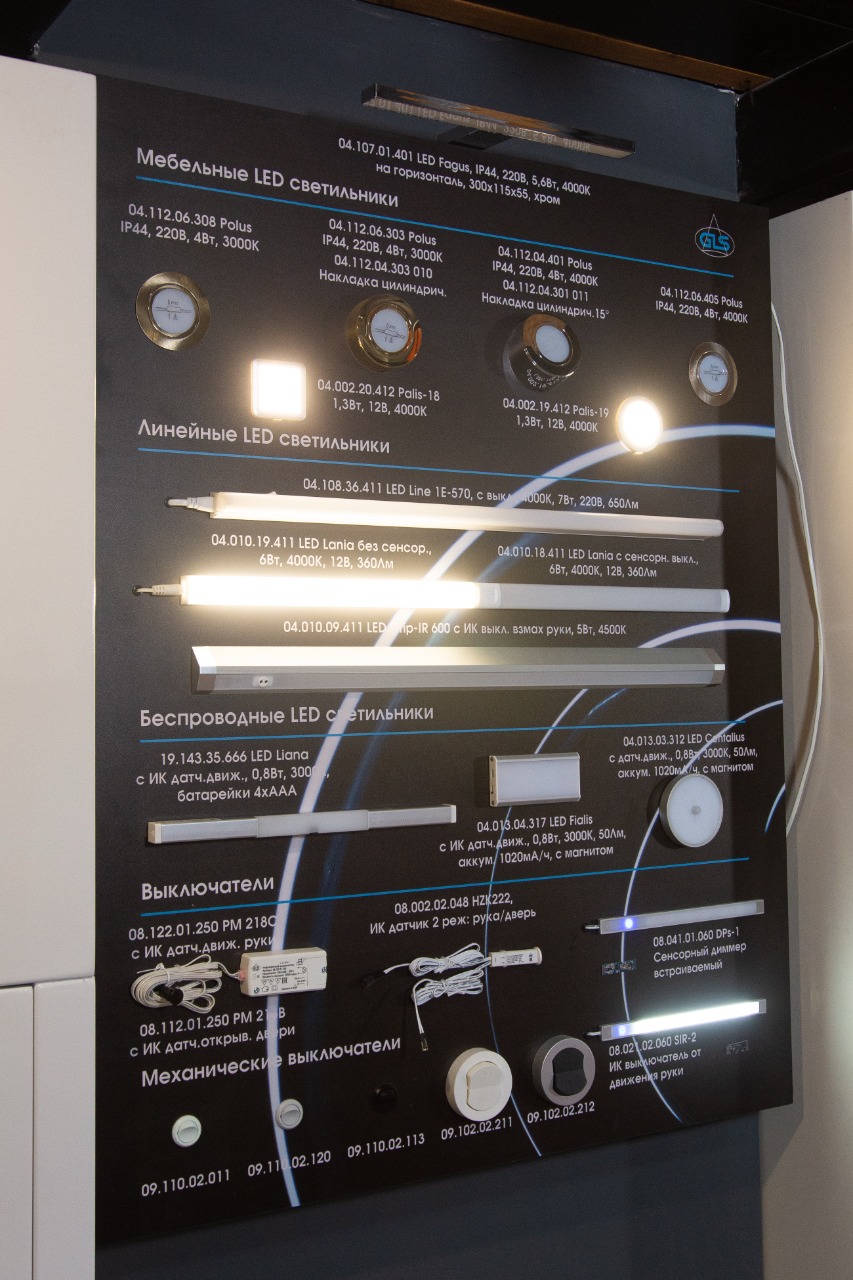 04.107.01.401 LED Fagus, IP44, 220В, 5,6Вт, 4000К
на горизонталь, 300х115х55, хром
Мебельные LED светильники
GLS
04.112.06.308 Polus
IP44, 220В, 4Вт, 3000К
04.112.06.303 Polus
IP44, 220В, 4Вт, 3000К
04.112.04.303 010
Накладка цилиндрич.
04.112.04.401 Polus
IP44, 220В, 4Вт, 4000К
04.112.04.301 011
Накладка цилиндрич.15°
04.112.06.405 Polus
IP44, 220В, 4Вт, 4000К
04.002.20.412 Palis-18
1,3Вт, 12В, 4000К
04.002.19.412 Palis-19
1,3Вт, 12В, 4000К
Линейные LED светильники
04.108.36.411 LED Line 1E-570, с выкл. 4000К, 7Вт, 220В, 650Лм
04.010.19.411 LED Lania без сенсор.,
6Вт, 4000К, 12В, 360Лм
04.010.18.411 LED Lania с сенсорн. выкл.,
6Вт, 4000К, 12В, 360Лм
04.010.09.411 LED 600 с ИК выкл. взмах руки, 5Вт, 4500К
Беспроводные LED светильники
19.143.35.666 LED Liana
с ИК датч.движ., 0,8Вт, 3000К,
батарейки 4хААА
04.013.04.317 LED Fialis
с ИК датч.движ., 0,8Вт, 3000К, 50Лм,
аккум. 1020мА/ч, с магнитом
04.013.03.312 LED Centalius
с датч.движ., 0,8Вт, 3000К, 50Лм,
аккум. 1020мА/ч, с магнитом
Выключатели
08.122.01.250 РМ 218С
с ИК датч.движ. руки
08.002.02.048 HZK222,
ИК датчик 2 реж: рука/дверь
08.041.01.060 DPs-1
Сенсорный диммер
встраиваемый
08.112.01.250 РМ 218В
с ИК датч.открыв. двери
08.021.02.060 SIR-2
ИК выключатель от
движения руки
Механические выключатели
09.110.02.011
09.110.02.120
09.110.02.113
09.102.02.211
09.102.02.212